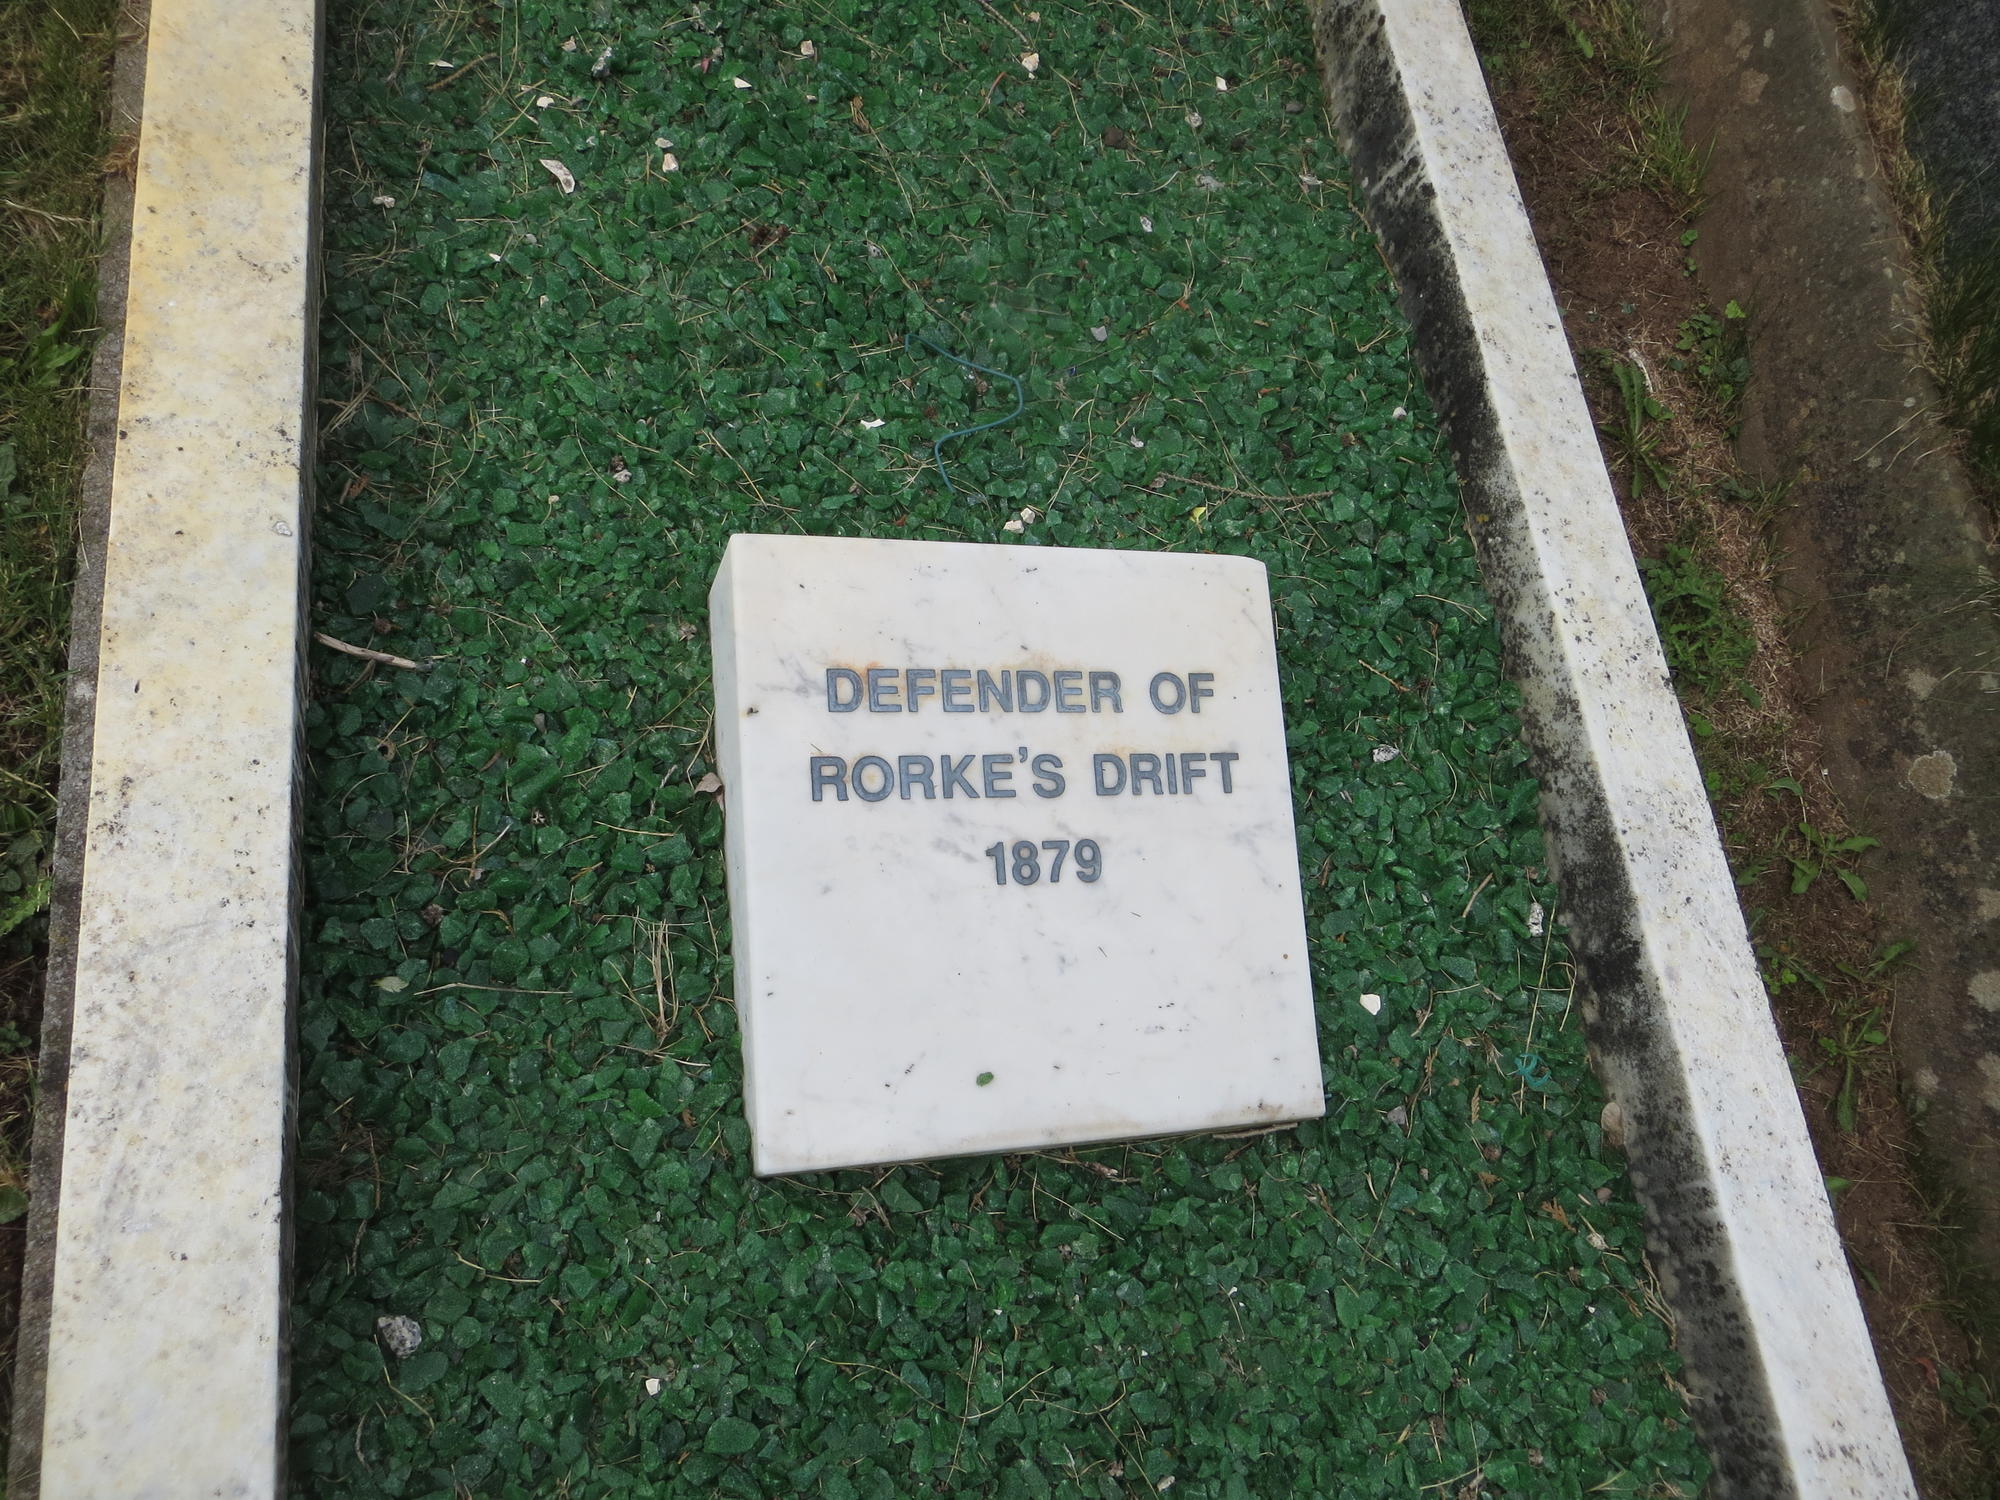 DEFENDER OF
RORKE'S DRIFT
1879